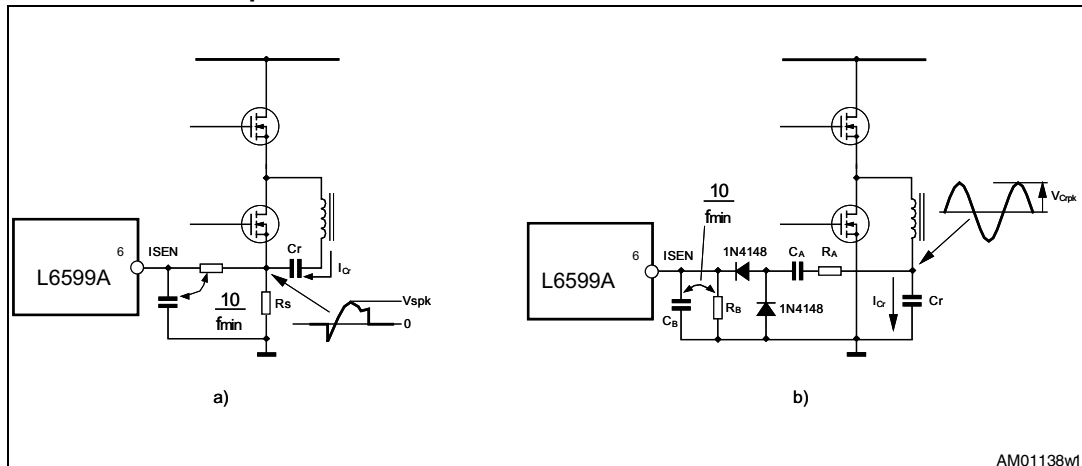 L6599A
6
ISEN
10
fmin
Cr
ICr
Rs
Vspk
0
a)
L6599A
6
ISEN
10
fmin
CB
RB
1N4148
1N4148
CA
RA
ICr
Cr
VCrpk
b)
AM01138w1